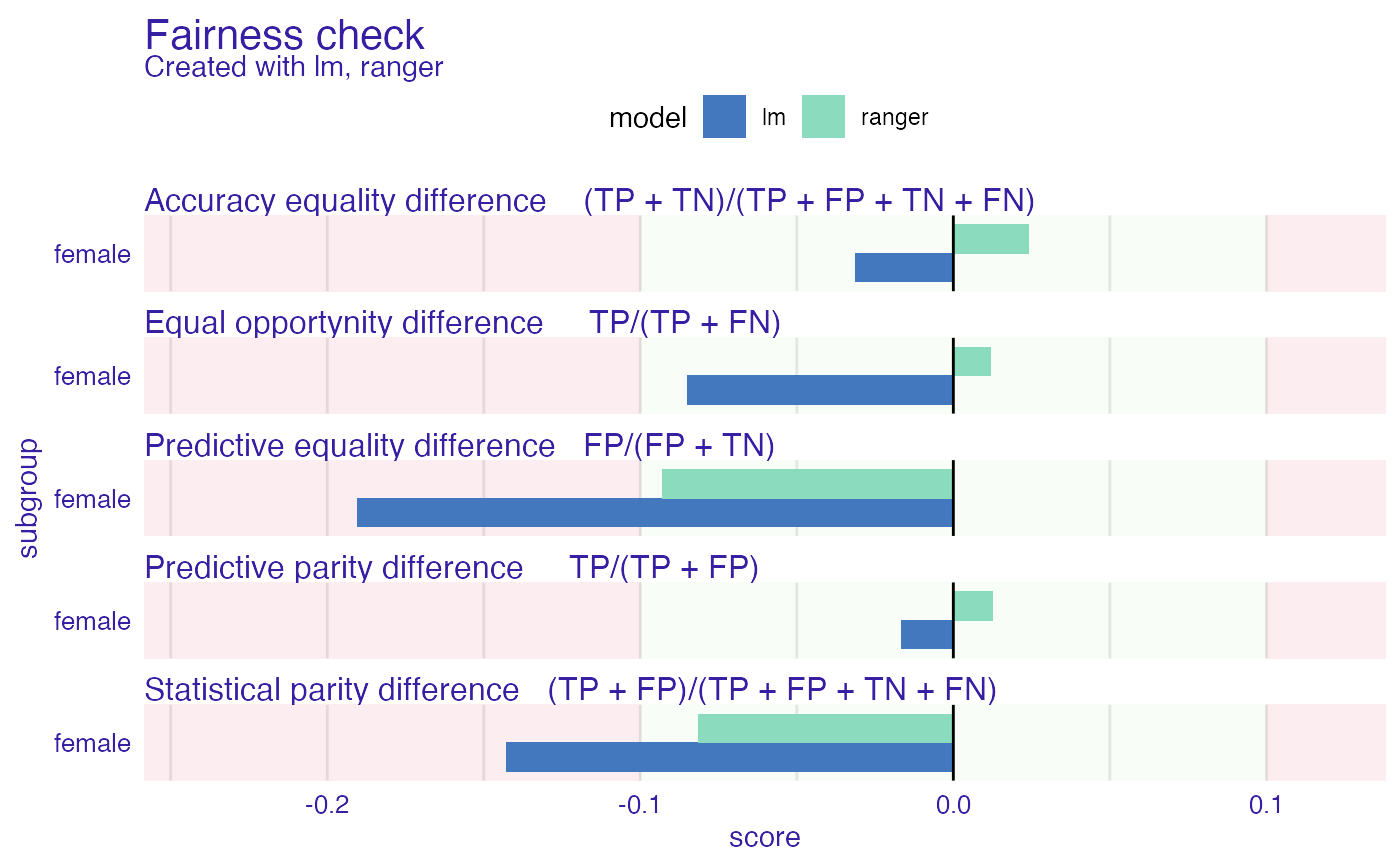 Fairness check
Created with lm, ranger
model lm ranger
Accuracy equality difference (TP + TN)/(TP + FP + TN + FN)
female
Equal opportynity difference TP/(TP + FN)
female
Predictive equality difference FP/(FP + TN)
female
Predictive parity difference TP/(TP + FP)
female
Statistical parity difference (TP + FP)/(TP + FP + TN + FN)
female
subgroup
-0.2 -0.1 0.0 0.1
score